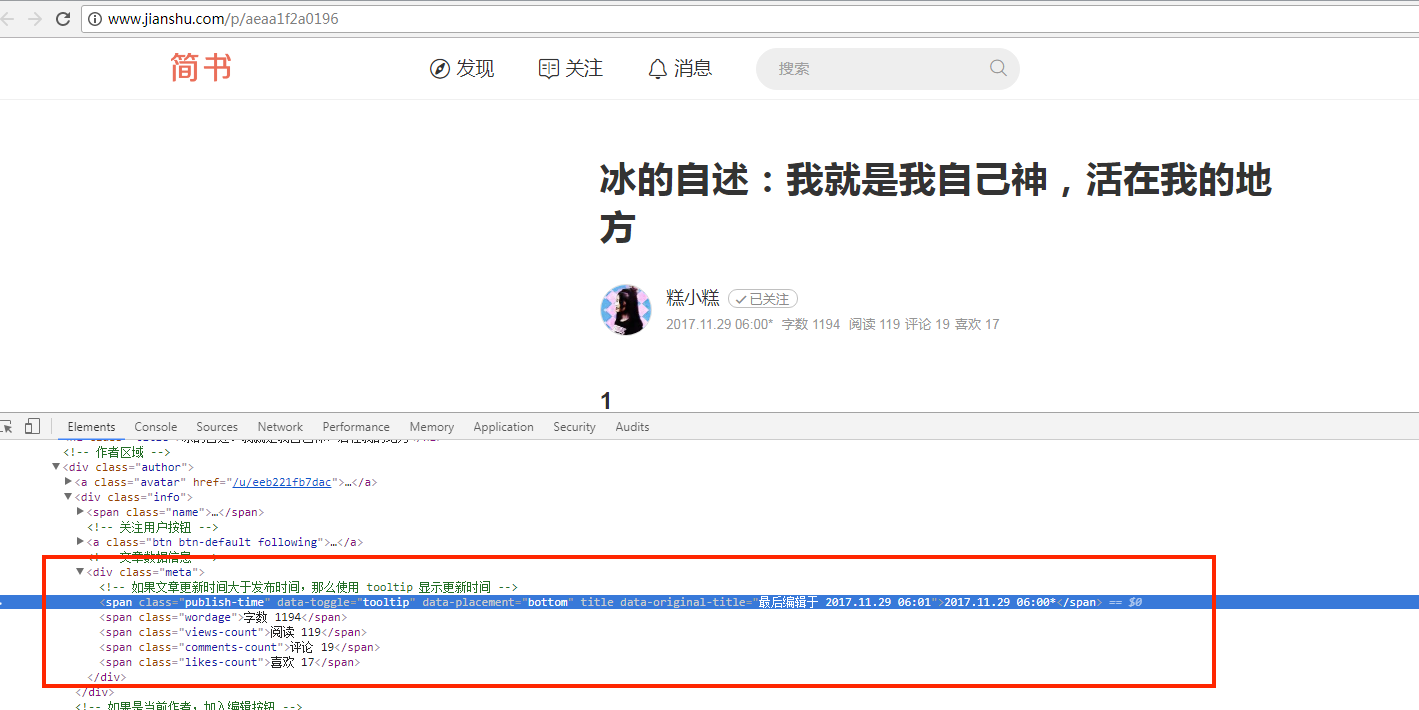 www.jianshu.com/p/aeaa1f2a0196
简书 发现 关注 消息 搜索
冰的自述：我就是我自己神，活在我的地
方
糕小糕 已关注
2017.11.29 06:00* 字数 1194 阅读 119 评论 19 喜欢 17
1
Elements Console Sources Network Performance Memory Application Security Audits
<!-- 作者区域 -->
<div class="author">
<a class="avatar" href="/u/eeb221fb7dac">…</a>
<div class="info">
<span class="name">…</span>
<!-- 关注用户按钮 -->
<a class="btn btn-default following">…</a>
<!-- 文章数据信息 -->
<div class="meta">
<!-- 如果文章更新时间大于发布时间，那么使用 tooltip 显示更新时间 -->
<span class="publish-time" data-toggle="tooltip" data-placement="bottom" title data-original-title="最后编辑于 2017.11.29 06:01">2017.11.29 06:00*</span> == $0
<span class="wordage">字数 1194</span>
<span class="views-count">阅读 119</span>
<span class="comments-count">评论 19</span>
<span class="likes-count">喜欢 17</span>
</div>
</div>
<!-- 如果是当前作者，加入编辑按钮 -->